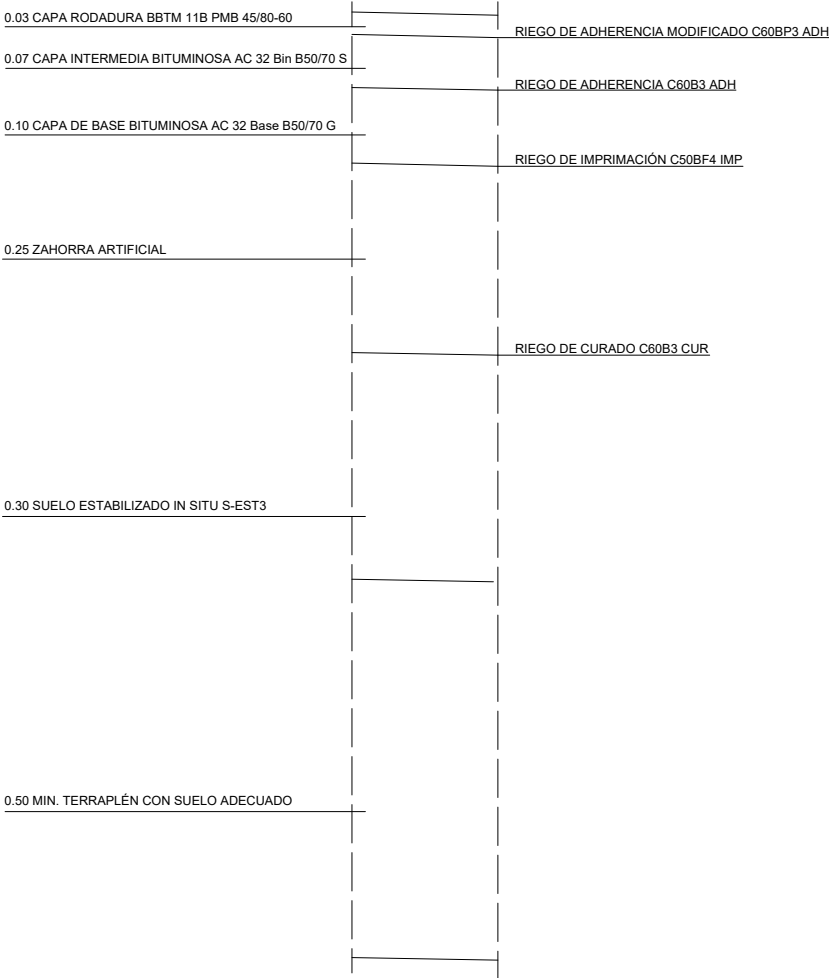 0.03 CAPA RODADURA BBTM 11B PMB 45/80-60
RIEGO DE ADHERENCIA MODIFICADO C60BP3 ADH
0.07 CAPA INTERMEDIA BITUMINOSA AC 32 Bin B50/70 S
RIEGO DE ADHERENCIA C60B3 ADH
0.10 CAPA DE BASE BITUMINOSA AC 32 Base B50/70 G
RIEGO DE IMPRIMACIÓN C50BF4 IMP
0.25 ZAHORRA ARTIFICIAL
RIEGO DE CURADO C60B3 CUR
0.30 SUELO ESTABILIZADO IN SITU S-EST3
0.50 MIN. TERRAPLÉN CON SUELO ADECUADO